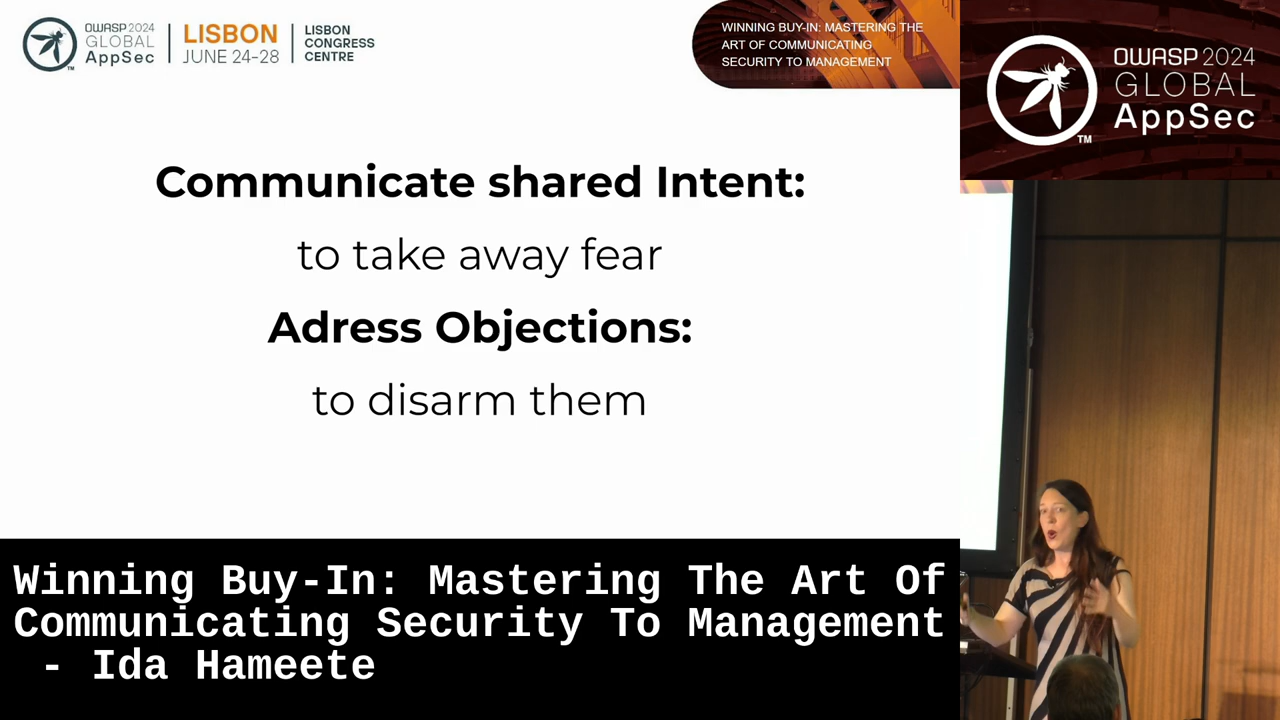 OWASP 2024
GLOBAL
AppSec
TM
LISBON
JUNE 24-28
LISBON
CONGRESS
CENTRE
WINNING BUY-IN: MASTERING THE
ART OF COMMUNICATING
SECURITY TO MANAGEMENT
OWASP 2024
GLOBAL
AppSec
TM
Communicate shared Intent:
to take away fear
Adress Objections:
to disarm them
Winning Buy-In: Mastering The Art Of
Communicating Security To Management
- Ida Hameete